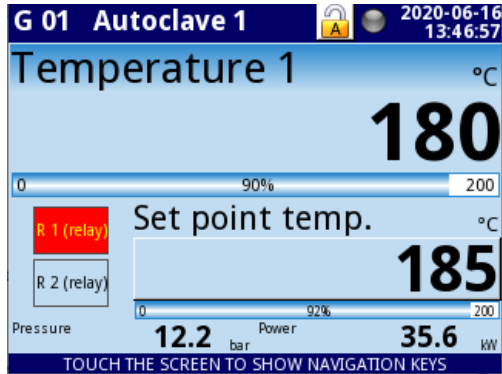 G 01 Autoclave 1
A
2020-06-16
13:46:57
Temperature 1 °C
180
0 90% 200
R 1 (relay)
Set point temp. °C
185
R 2 (relay)
0 92% 200
Pressure 12.2 bar Power 35.6 kW
TOUCH THE SCREEN TO SHOW NAVIGATION KEYS